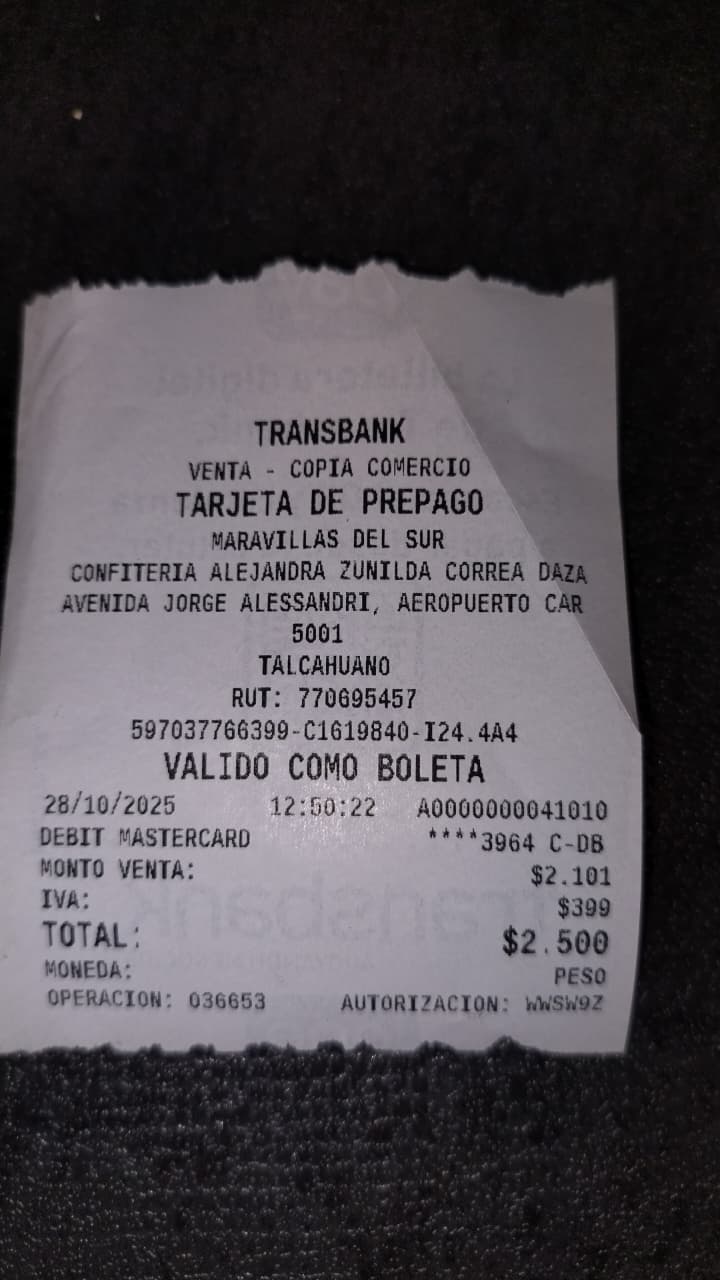 TRANSBANK
VENTA - COPIA COMERCIO
TARJETA DE PREPAGO
MARAVILLAS DEL SUR
CONFITERIA ALEJANDRA ZUNILDA CORREA DAZA
AVENIDA JORGE ALESSANDRI, AEROPUERTO CAR
5001
TALCAHUANO
RUT: 770695457
597037766399-C1619840-I24.4A4
VALIDO COMO BOLETA
28/10/2025 12:50:22 A0000000041010
DEBIT MASTERCARD ****3964 C-DB
MONTO VENTA: $2.101
IVA: $399
TOTAL: $2.500
MONEDA: PESO
OPERACION: 036653 AUTORIZACION: WWSW9Z